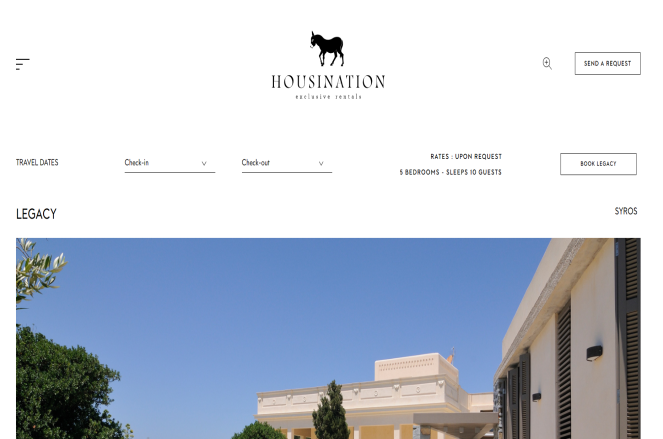 HOUSINATION
exclusive rentals
SEND A REQUEST
TRAVEL DATES
Check-in
Check-out
RATES : UPON REQUEST
5 BEDROOMS - SLEEPS 10 GUESTS
BOOK LEGACY
LEGACY
SYROS